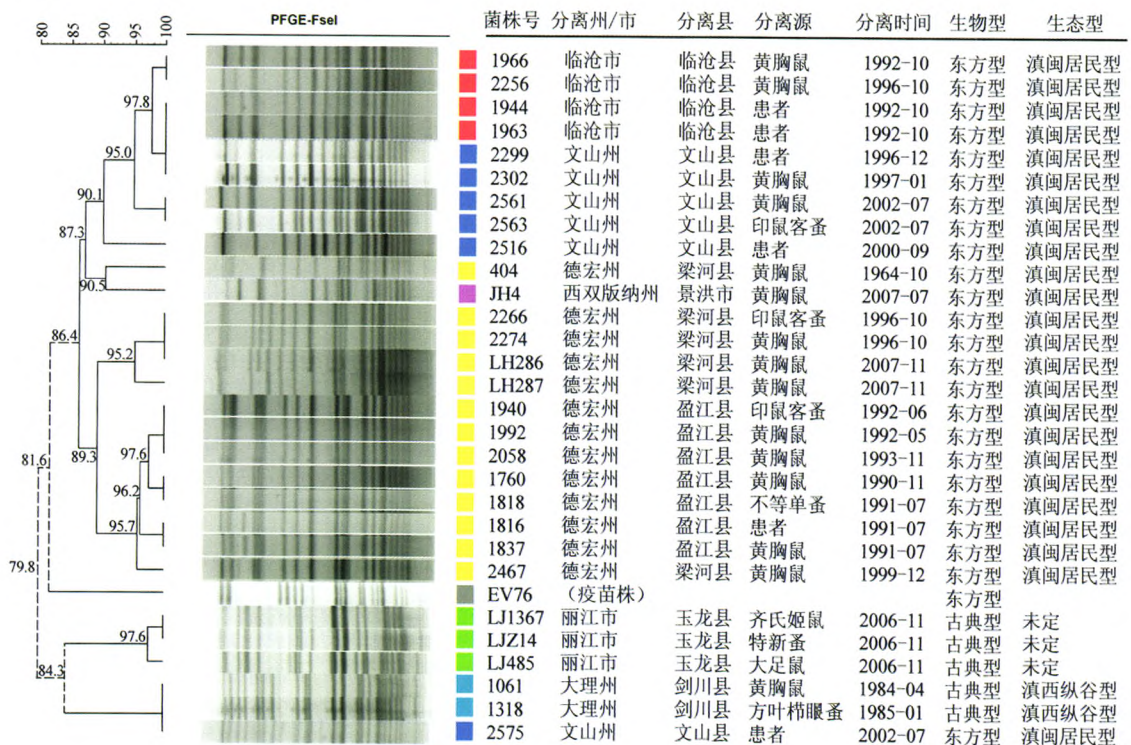 80 85 90 95 100
PFGE-FseI
菌株号 分离州/市 分离县 分离源 分离时间 生物型 生态型
1966 临沧市 临沧县 黄胸鼠 1992-10 东方型 滇闽居民型
2256 临沧市 临沧县 黄胸鼠 1996-10 东方型 滇闽居民型
97.8
1944 临沧市 临沧县 患者 1992-10 东方型 滇闽居民型
1963 临沧市 临沧县 患者 1992-10 东方型 滇闽居民型
95.0
2299 文山州 文山县 患者 1996-12 东方型 滇闽居民型
2302 文山州 文山县 黄胸鼠 1997-01 东方型 滇闽居民型
90.1
2561 文山州 文山县 黄胸鼠 2002-07 东方型 滇闽居民型
2563 文山州 文山县 印鼠客蚤 2002-07 东方型 滇闽居民型
87.3
2516 文山州 文山县 患者 2000-09 东方型 滇闽居民型
404 德宏州 梁河县 黄胸鼠 1964-10 东方型 滇闽居民型
90.5
JH4 西双版纳州 景洪市 黄胸鼠 2007-07 东方型 滇闽居民型
2266 德宏州 梁河县 印鼠客蚤 1996-10 东方型 滇闽居民型
86.4
2274 德宏州 梁河县 黄胸鼠 1996-10 东方型 滇闽居民型
95.2
LH286 德宏州 梁河县 黄胸鼠 2007-11 东方型 滇闽居民型
LH287 德宏州 梁河县 黄胸鼠 2007-11 东方型 滇闽居民型
1940 德宏州 盈江县 印鼠客蚤 1992-06 东方型 滇闽居民型
1992 德宏州 盈江县 黄胸鼠 1992-05 东方型 滇闽居民型
81.6 89.3 97.6
2058 德宏州 盈江县 黄胸鼠 1993-11 东方型 滇闽居民型
1760 德宏州 盈江县 黄胸鼠 1990-11 东方型 滇闽居民型
96.2
1818 德宏州 盈江县 不等单蚤 1991-07 东方型 滇闽居民型
95.7
1816 德宏州 盈江县 患者 1991-07 东方型 滇闽居民型
1837 德宏州 盈江县 黄胸鼠 1991-07 东方型 滇闽居民型
79.8
2467 德宏州 梁河县 黄胸鼠 1999-12 东方型 滇闽居民型
EV76 （疫苗株） 东方型
LJ1367 丽江市 玉龙县 齐氏姬鼠 2006-11 古典型 未定
97.6
LJZ14 丽江市 玉龙县 特新蚤 2006-11 古典型 未定
84.3
LJ485 丽江市 玉龙县 大足鼠 2006-11 古典型 未定
1061 大理州 剑川县 黄胸鼠 1984-04 古典型 滇西纵谷型
1318 大理州 剑川县 方叶栉眼蚤 1985-01 古典型 滇西纵谷型
2575 文山州 文山县 患者 2002-07 东方型 滇闽居民型